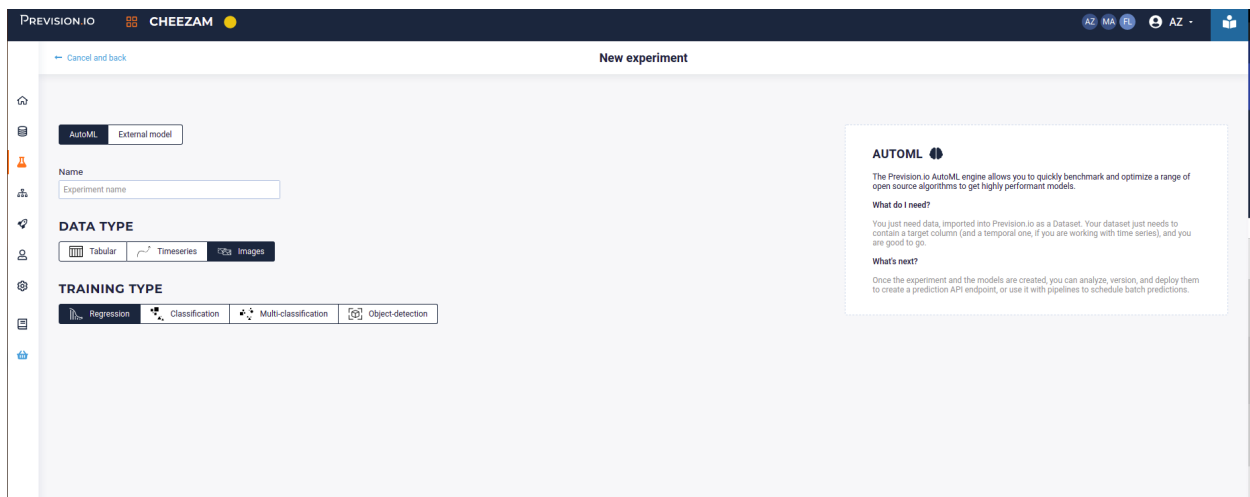 PREVISION.IO CHEEZAM AZ MA FL AZ
← Cancel and back New experiment
AutoML External model
Name
Experiment name
DATA TYPE
Tabular Timeseries Images
TRAINING TYPE
Regression Classification Multi-classification Object-detection
AUTOML
The Prevision.io AutoML engine allows you to quickly benchmark and optimize a range of
open source algorithms to get highly performant models.
What do I need?
You just need data, imported into Prevision.io as a Dataset. Your dataset just needs to
contain a target column (and a temporal one, if you are working with time series), and you
are good to go.
What's next?
Once the experiment and the models are created, you can analyze, version, and deploy them
to create a prediction API endpoint, or use it with pipelines to schedule batch predictions.